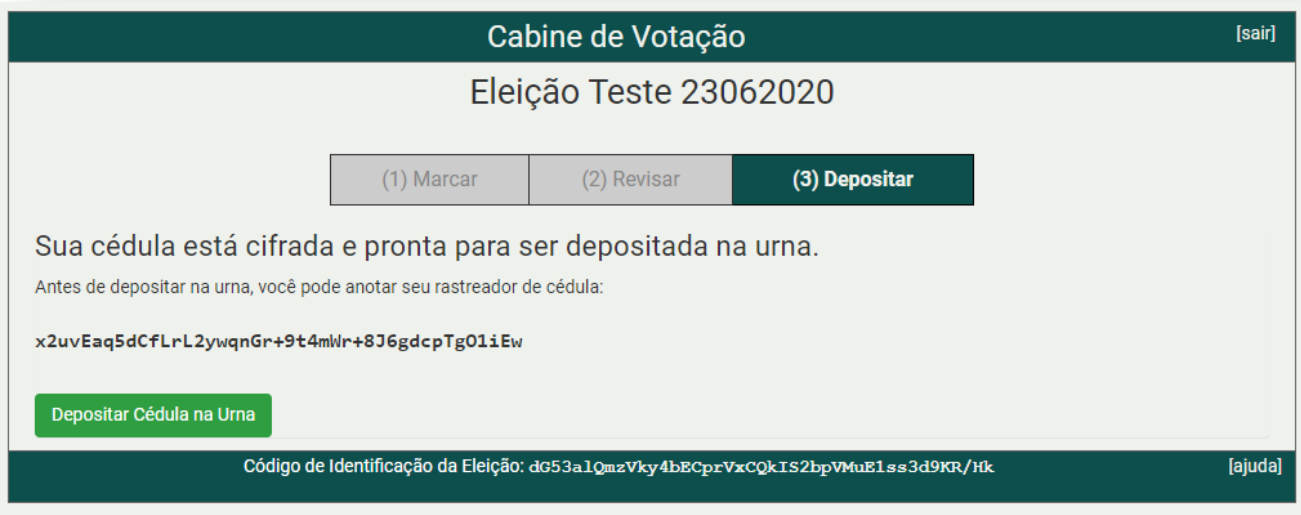 Cabine de Votação
[sair]
Eleição Teste 23062020
(1) Marcar
(2) Revisar
(3) Depositar
Sua cédula está cifrada e pronta para ser depositada na urna.
Antes de depositar na urna, você pode anotar seu rastreador de cédula:
x2uvEaq5dCfLrL2ywqnGr+9t4mWr+8J6gdcpTgO1iEw
Depositar Cédula na Urna
Código de Identificação da Eleição: dG53alQmzVky4bECprVxCQkIS2bpVMuE1ss3d9KR/Hk
[ajuda]